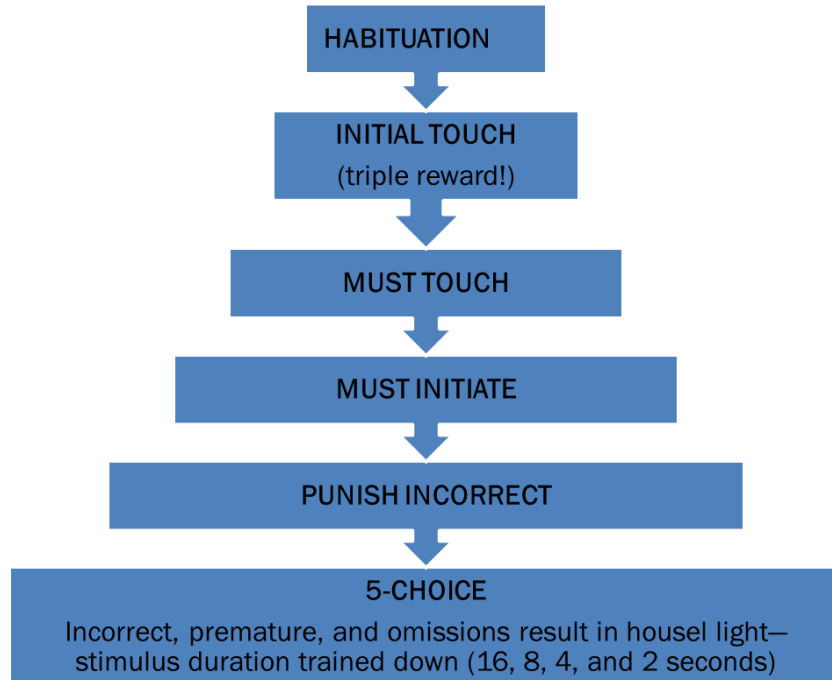 HABITUATION
INITIAL TOUCH
(triple reward!)
MUST TOUCH
MUST INITIATE
PUNISH INCORRECT
5-CHOICE
Incorrect, premature, and omissions result in housel light—
stimulus duration trained down (16, 8, 4, and 2 seconds)